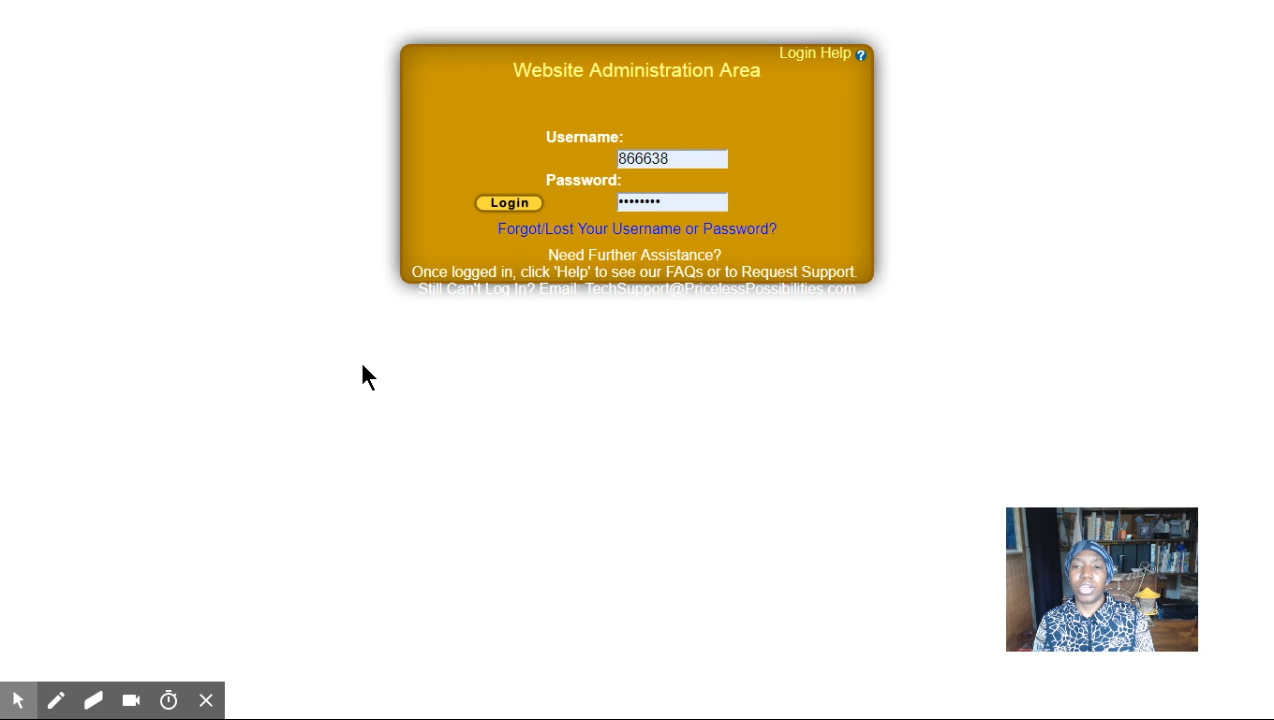 Login Help ?
Website Administration Area
Username:
866638
Password:
••••••••
Login
Forgot/Lost Your Username or Password?
Need Further Assistance?
Once logged in, click 'Help' to see our FAQs or to Request Support.
Still Can't Log In? Email: TechSupport@PricelessPossibilities.com